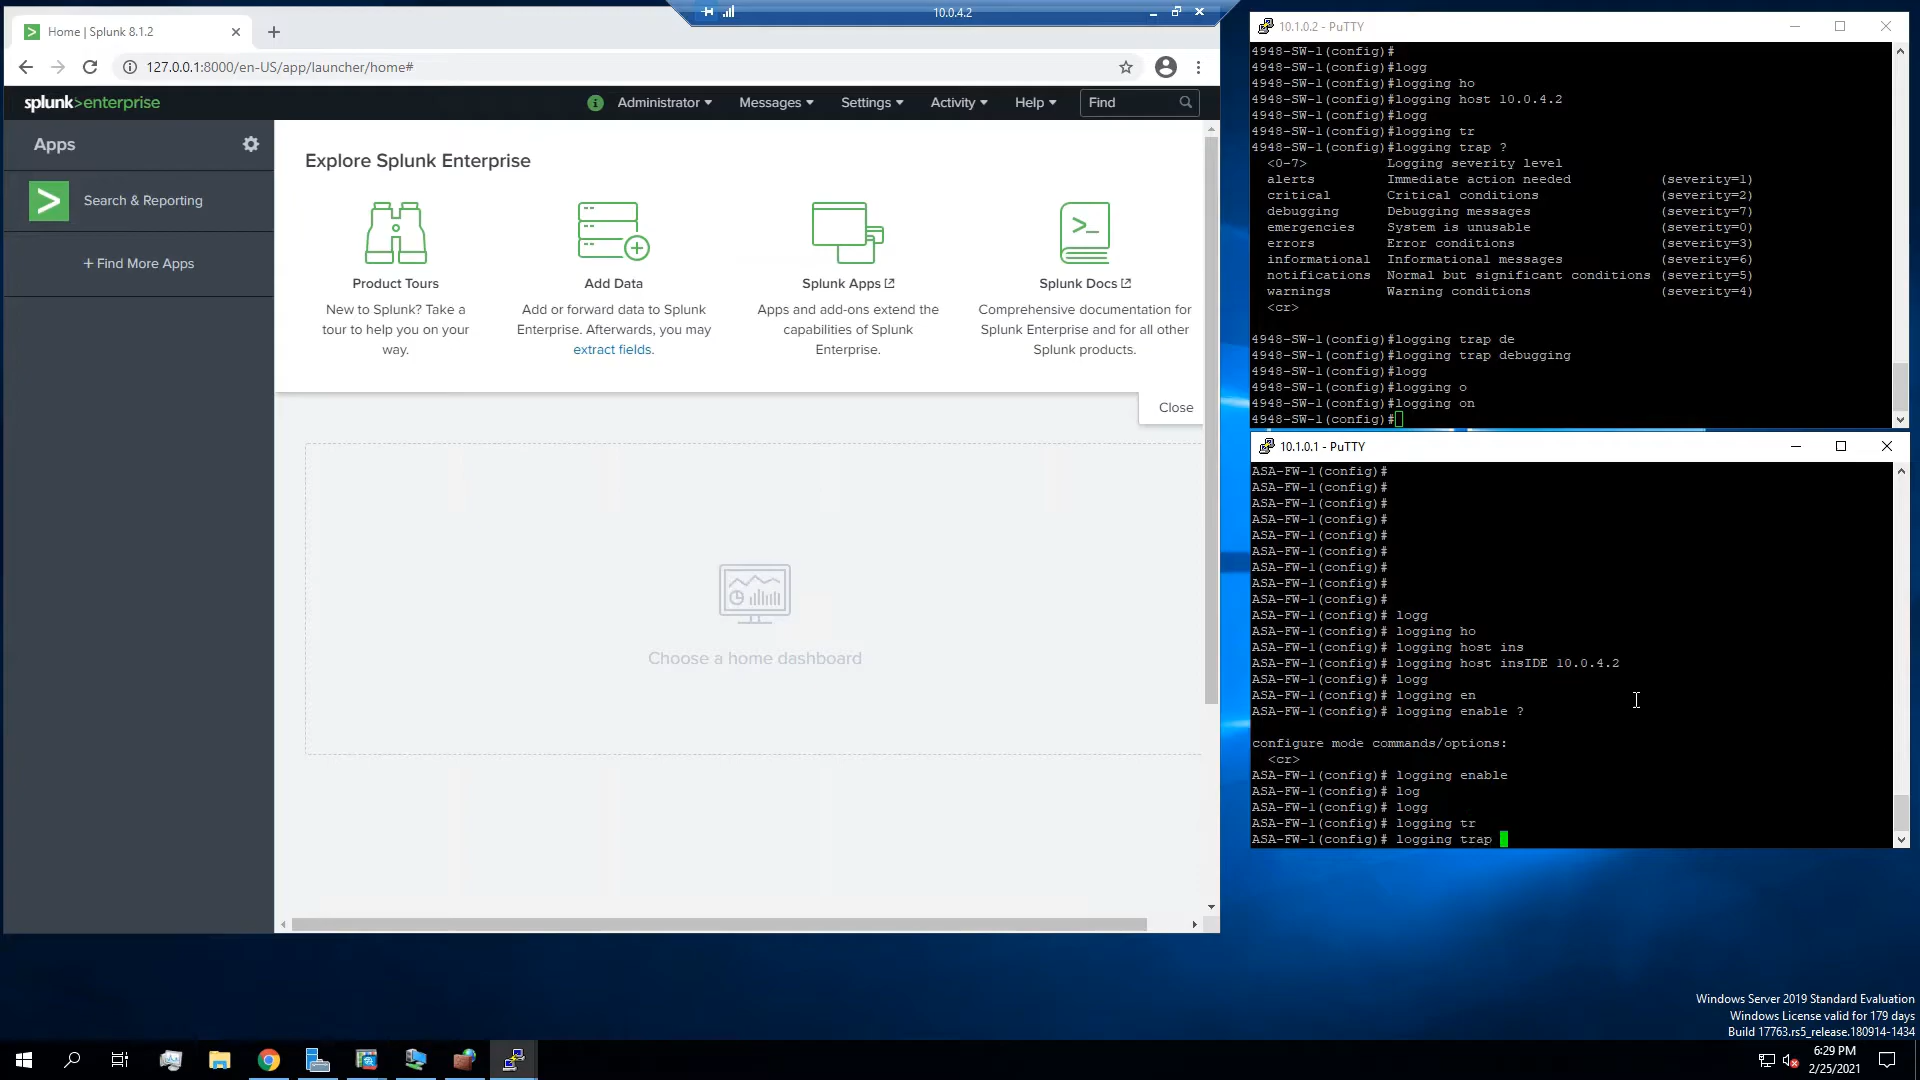 10.0.4.2
Home | Splunk 8.1.2
127.0.0.1:8000/en-US/app/launcher/home#
splunk>enterprise
Administrator
Messages
Settings
Activity
Help
Find
Apps
Search & Reporting
+ Find More Apps
Explore Splunk Enterprise
Product Tours
New to Splunk? Take a
tour to help you on your
way.
Add Data
Add or forward data to Splunk
Enterprise. Afterwards, you may
extract fields.
Splunk Apps
Apps and add-ons extend the
capabilities of Splunk
Enterprise.
Splunk Docs
Comprehensive documentation for
Splunk Enterprise and for all other
Splunk products.
Close
Choose a home dashboard
10.1.0.2 - PuTTY
4948-SW-1(config)#
4948-SW-1(config)#logg
4948-SW-1(config)#logging ho
4948-SW-1(config)#logging host 10.0.4.2
4948-SW-1(config)#logg
4948-SW-1(config)#logging tr
4948-SW-1(config)#logging trap ?
<0-7> Logging severity level
alerts Immediate action needed (severity=1)
critical Critical conditions (severity=2)
debugging Debugging messages (severity=7)
emergencies System is unusable (severity=0)
errors Error conditions (severity=3)
informational Informational messages (severity=6)
notifications Normal but significant conditions (severity=5)
warnings Warning conditions (severity=4)
<cr>
4948-SW-1(config)#logging trap de
4948-SW-1(config)#logging trap debugging
4948-SW-1(config)#logg
4948-SW-1(config)#logging o
4948-SW-1(config)#logging on
4948-SW-1(config)#
10.1.0.1 - PuTTY
ASA-FW-1(config)#
ASA-FW-1(config)#
ASA-FW-1(config)#
ASA-FW-1(config)#
ASA-FW-1(config)#
ASA-FW-1(config)#
ASA-FW-1(config)#
ASA-FW-1(config)#
ASA-FW-1(config)#
ASA-FW-1(config)# logg
ASA-FW-1(config)# logging ho
ASA-FW-1(config)# logging host ins
ASA-FW-1(config)# logging host insIDE 10.0.4.2
ASA-FW-1(config)# logg
ASA-FW-1(config)# logging en
ASA-FW-1(config)# logging enable ?
configure mode commands/options:
<cr>
ASA-FW-1(config)# logging enable
ASA-FW-1(config)# log
ASA-FW-1(config)# logg
ASA-FW-1(config)# logging tr
ASA-FW-1(config)# logging trap
Windows Server 2019 Standard Evaluation
Windows License valid for 179 days
Build 17763.rs5_release.180914-1434
6:29 PM
2/25/2021